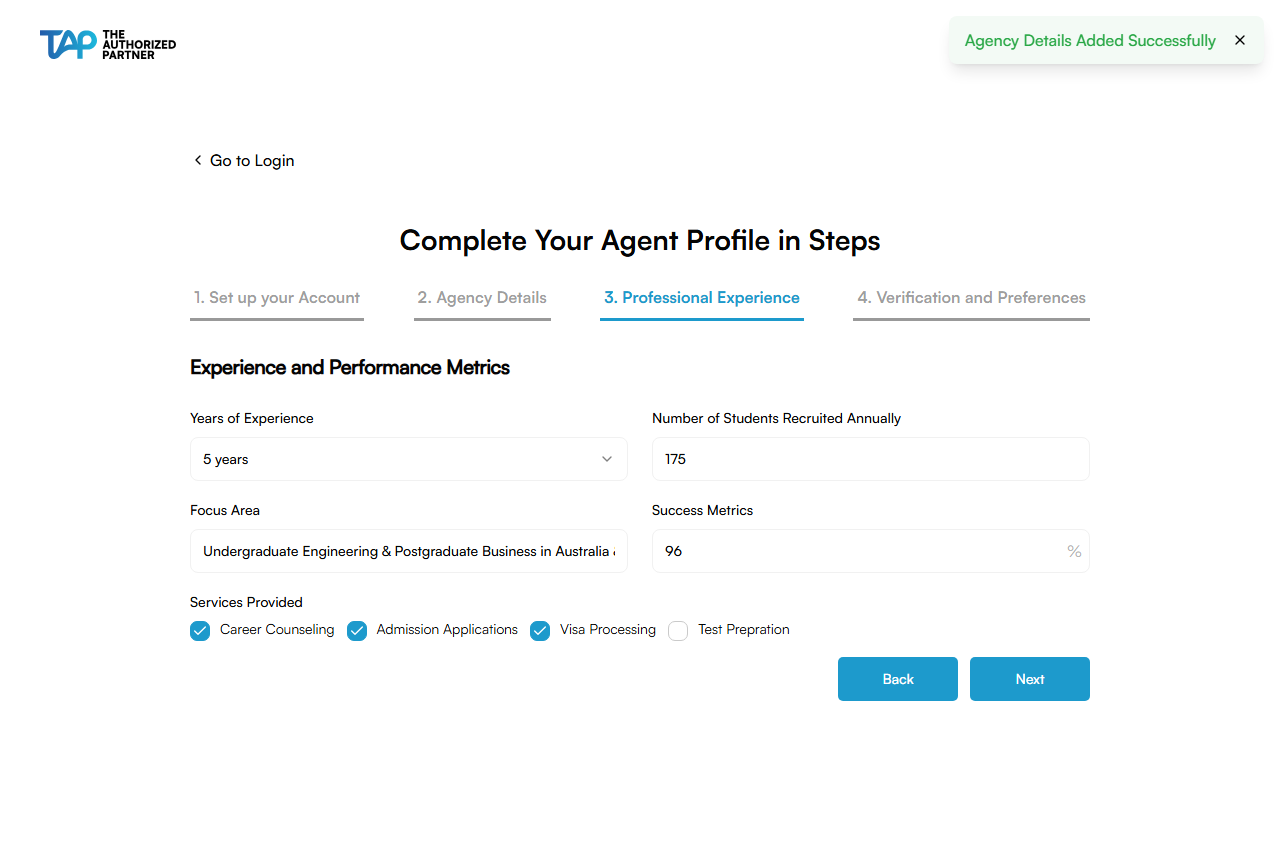 TAP THE AUTHORIZED PARTNER
Agency Details Added Successfully
Go to Login
Complete Your Agent Profile in Steps
1. Set up your Account
2. Agency Details
3. Professional Experience
4. Verification and Preferences
Experience and Performance Metrics
Years of Experience
Number of Students Recruited Annually
5 years
175
Focus Area
Success Metrics
Undergraduate Engineering & Postgraduate Business in Australia
96 %
Services Provided
Career Counseling
Admission Applications
Visa Processing
Test Prepration
Back
Next